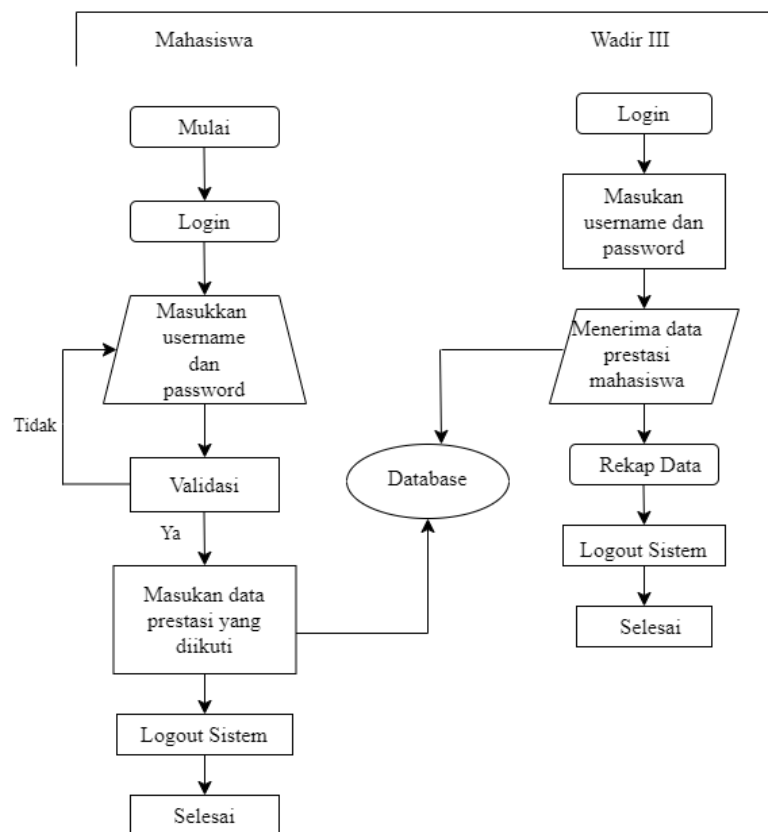 Mahasiswa
Wadir III
Mulai
Login
Masukkan
username
dan
password
Tidak
Validasi
Ya
Masukan data
prestasi yang
diikuti
Logout Sistem
Selesai
Database
Login
Masukan
username dan
password
Menerima data
prestasi
mahasiswa
Rekap Data
Logout Sistem
Selesai